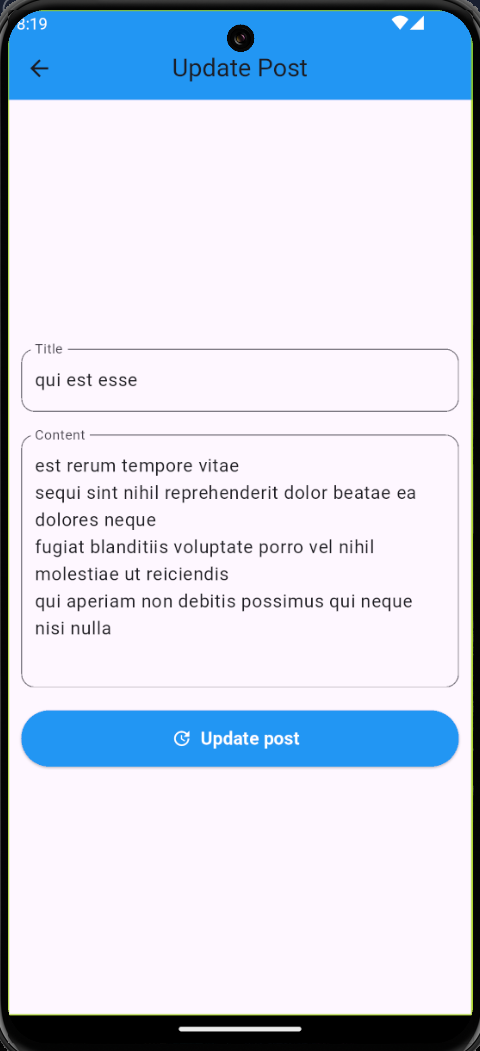 8:19
Update Post
Title
qui est esse
Content
est rerum tempore vitae
sequi sint nihil reprehenderit dolor beatae ea
dolores neque
fugiat blanditiis voluptate porro vel nihil
molestiae ut reiciendis
qui aperiam non debitis possimus qui neque
nisi nulla
Update post